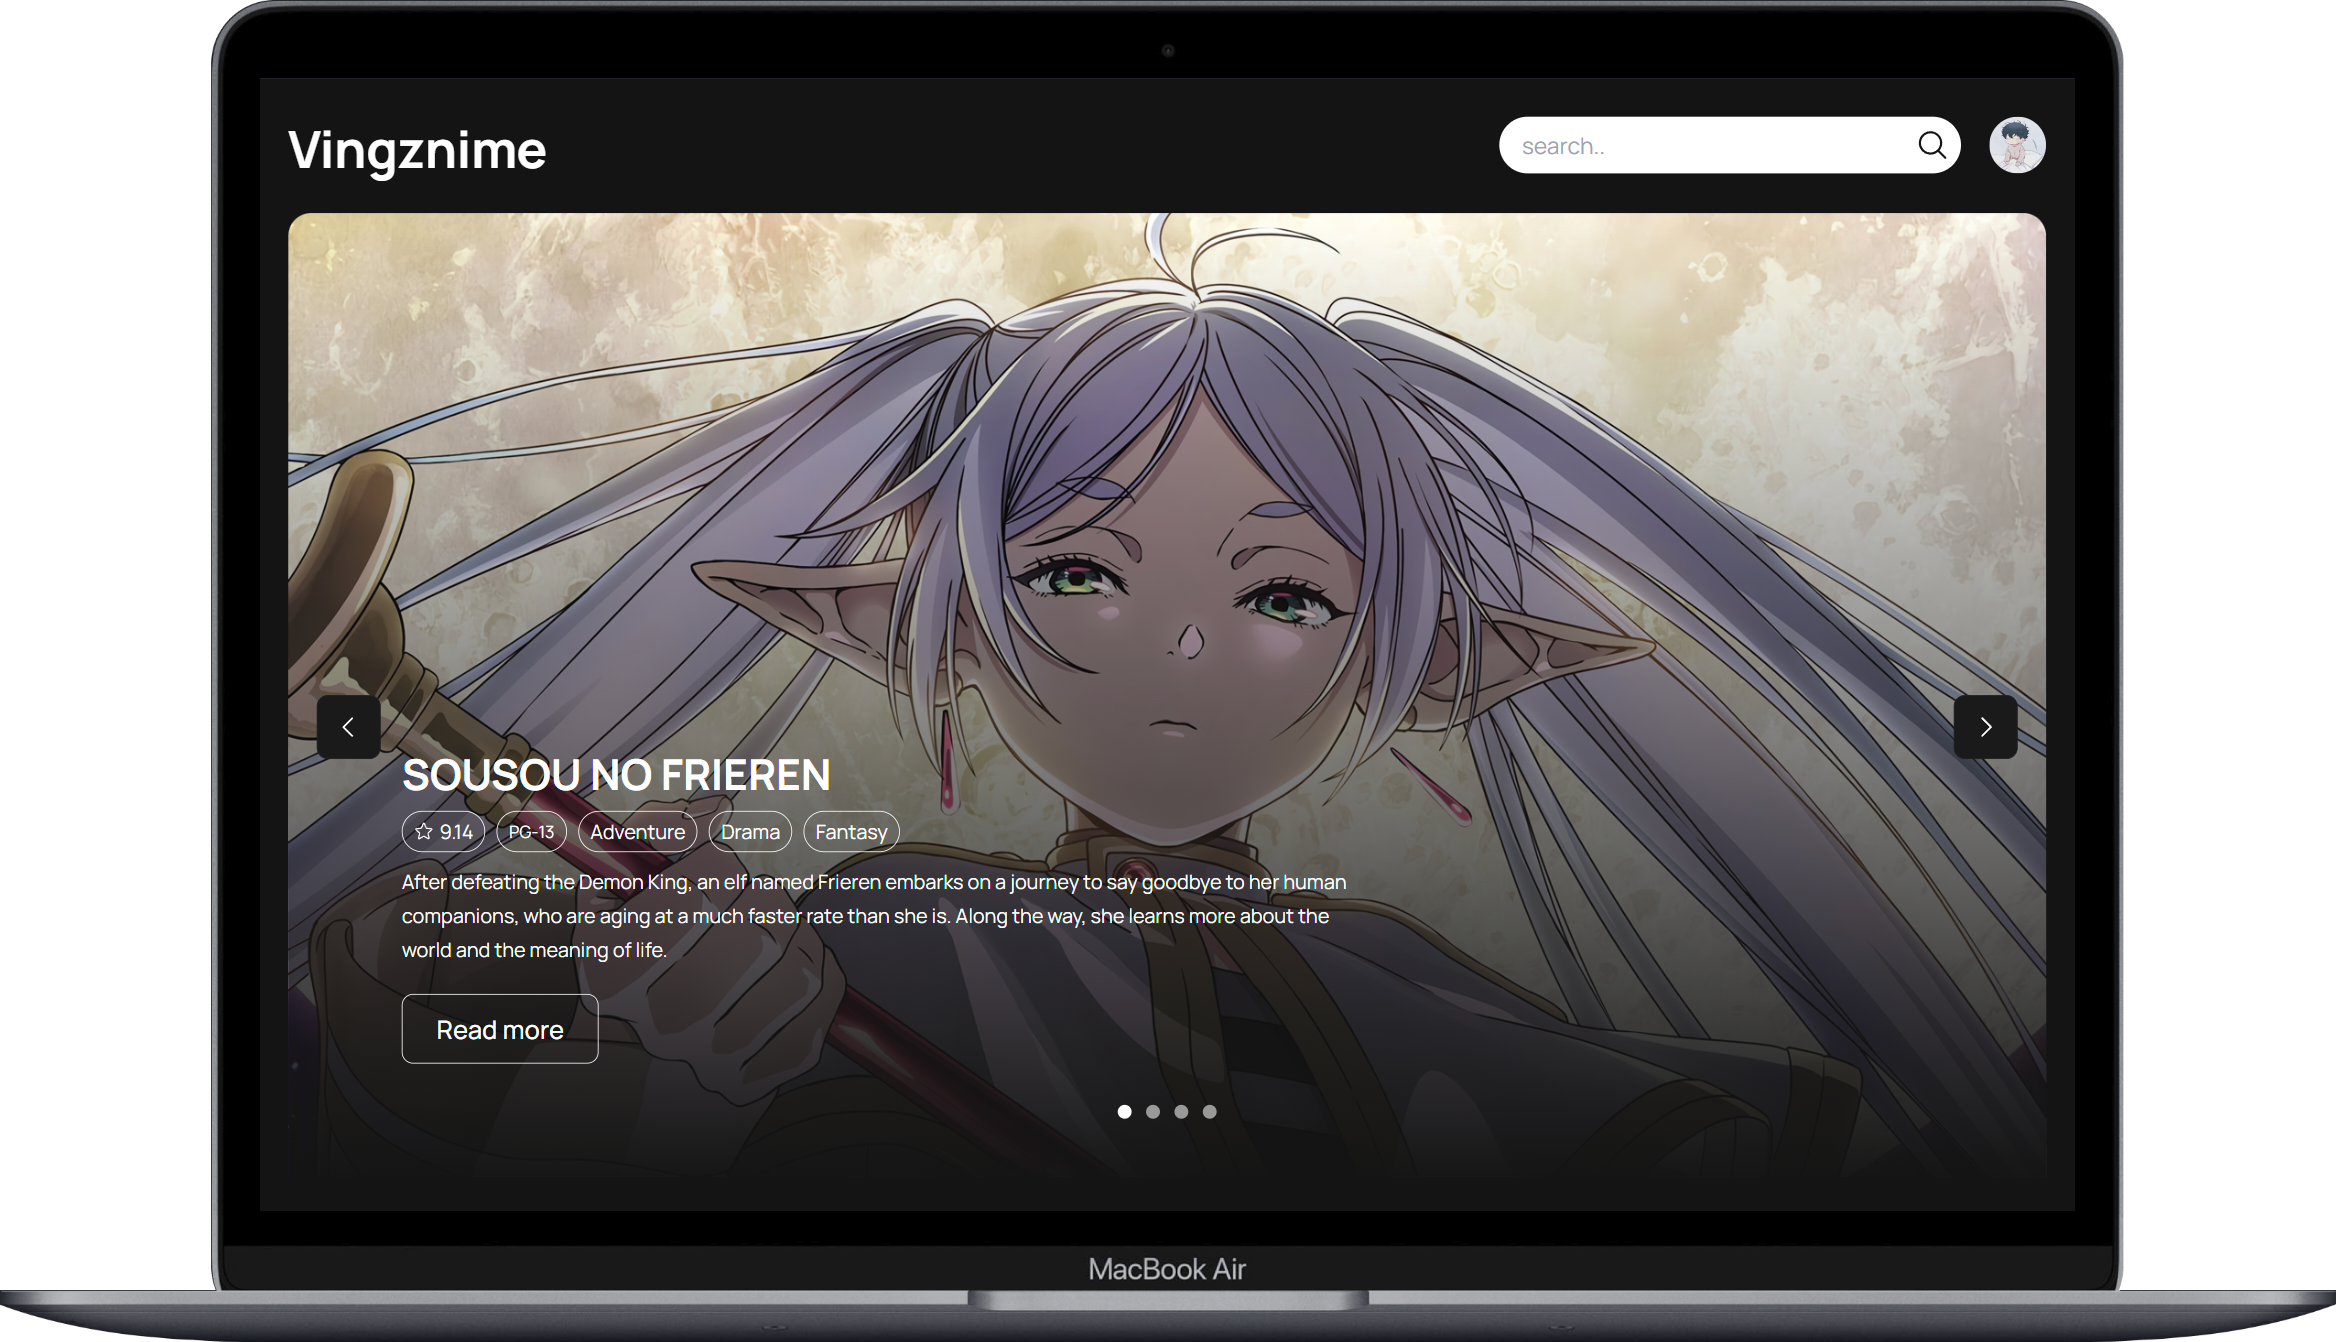 Vingznime
search..
SOUSOU NO FRIEREN
9.14 PG-13 Adventure Drama Fantasy
After defeating the Demon King, an elf named Frieren embarks on a journey to say goodbye to her human
companions, who are aging at a much faster rate than she is. Along the way, she learns more about the
world and the meaning of life.
Read more
MacBook Air